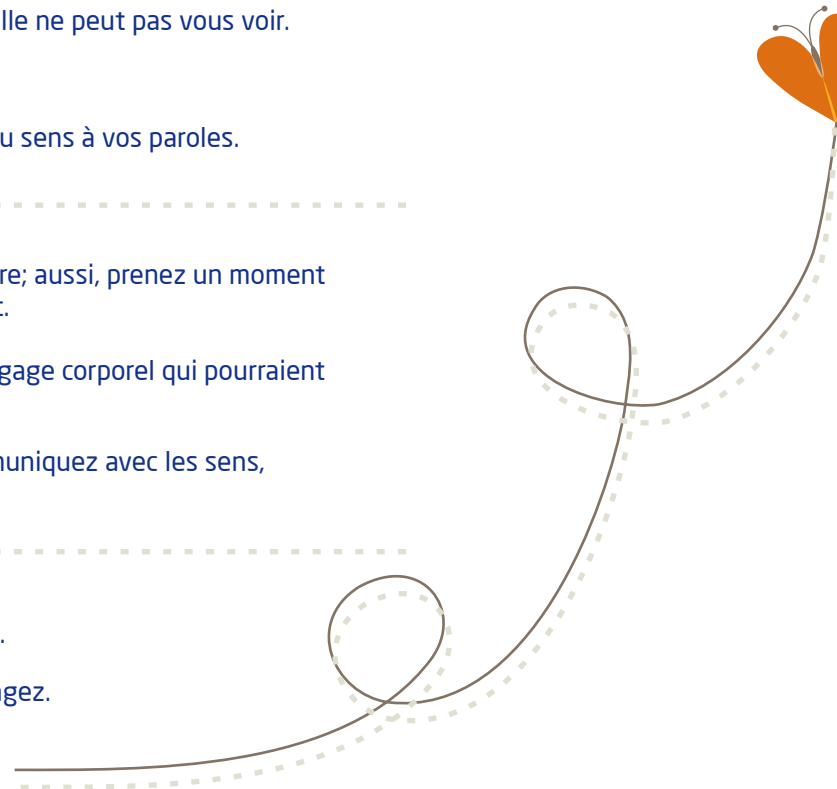 lle ne peut pas vous voir.
u sens à vos paroles.
re; aussi, prenez un moment
t.
gage corporel qui pourraient
muniquez avec les sens,
.
gez.